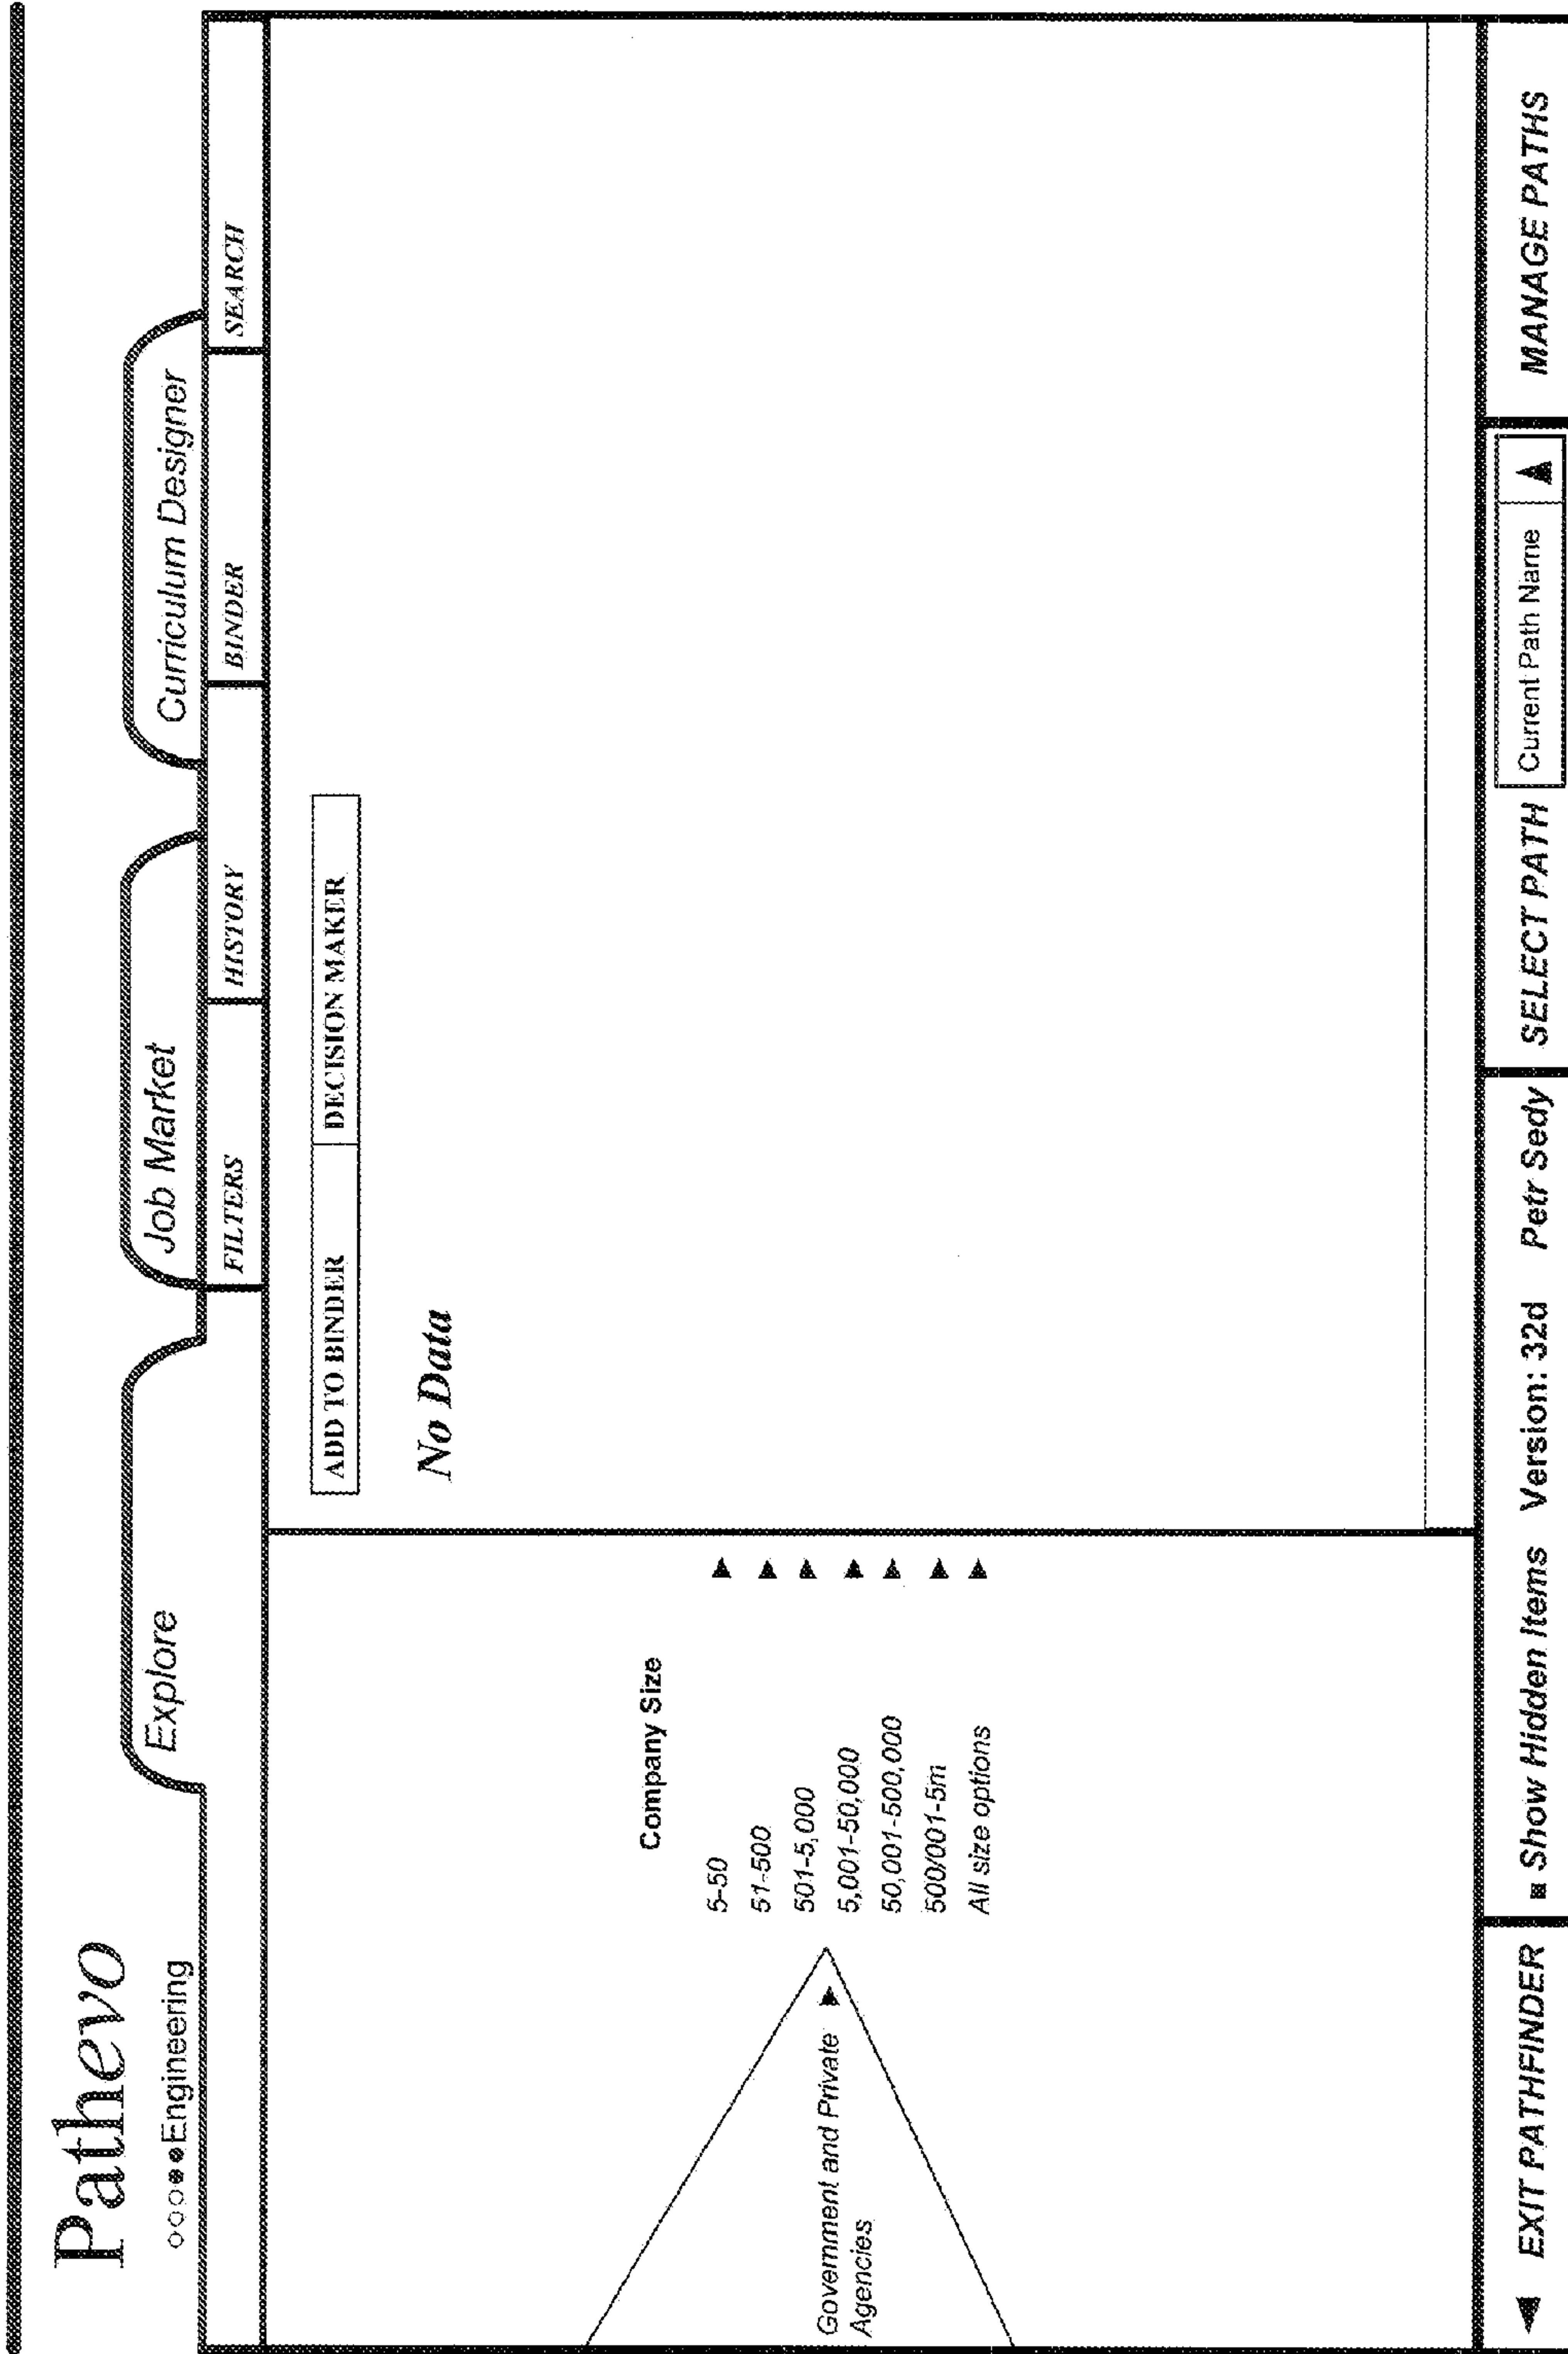 Pathevo
Engineering
Explore
Job Market
Curriculum Designer
FILTERS
HISTORY
BINDER
SEARCH
Government and Private
Agencies
Company Size
5-50
51-500
501-5,000
5,001-50,000
50,001-500,000
500/001-5m
All size options
ADD TO BINDER
DECISION MAKER
No Data
EXIT PATHFINDER
Show Hidden Items
Version: 32d
Petr Sedy
SELECT PATH
Current Path Name
MANAGE PATHS